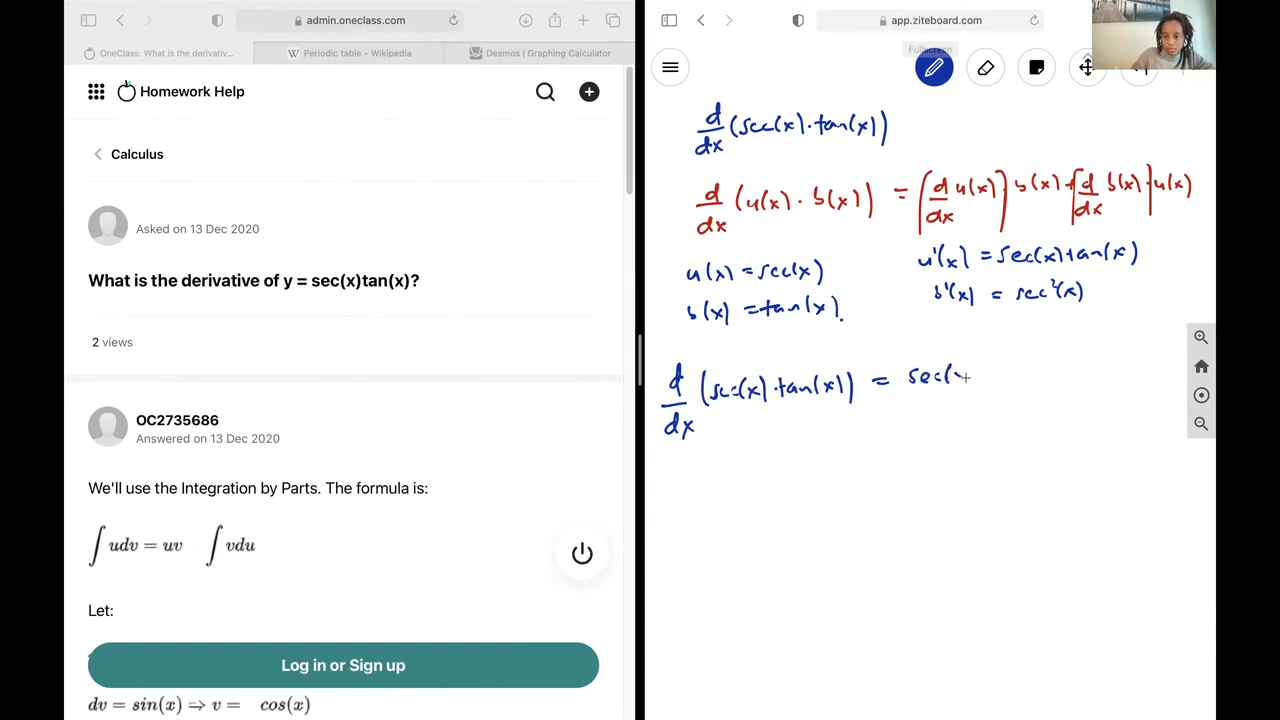 admin.oneclass.com
OneClass: What is the derivativ...
Periodic table - Wikipedia
Desmos | Graphing Calculator
Homework Help
Calculus
Asked on 13 Dec 2020
What is the derivative of y = sec(x)tan(x)?
2 views
OC2735686
Answered on 13 Dec 2020
We'll use the Integration by Parts. The formula is:
∫ udv = uv ∫ vdu
Let:
Log in or Sign up
dv = sin(x) ⇒ v = cos(x)
app.ziteboard.com
Fullscreen
d/dx (sec(x)·tan(x))
d/dx (u(x) · b(x)) = [d/dx u(x)]·b(x) + [d/dx b(x)]·u(x)
u(x) = sec(x) u'(x) = sec(x)tan(x)
b(x) = tan(x). b'(x) = sec²(x)
d/dx (sec(x)·tan(x)) = sec(